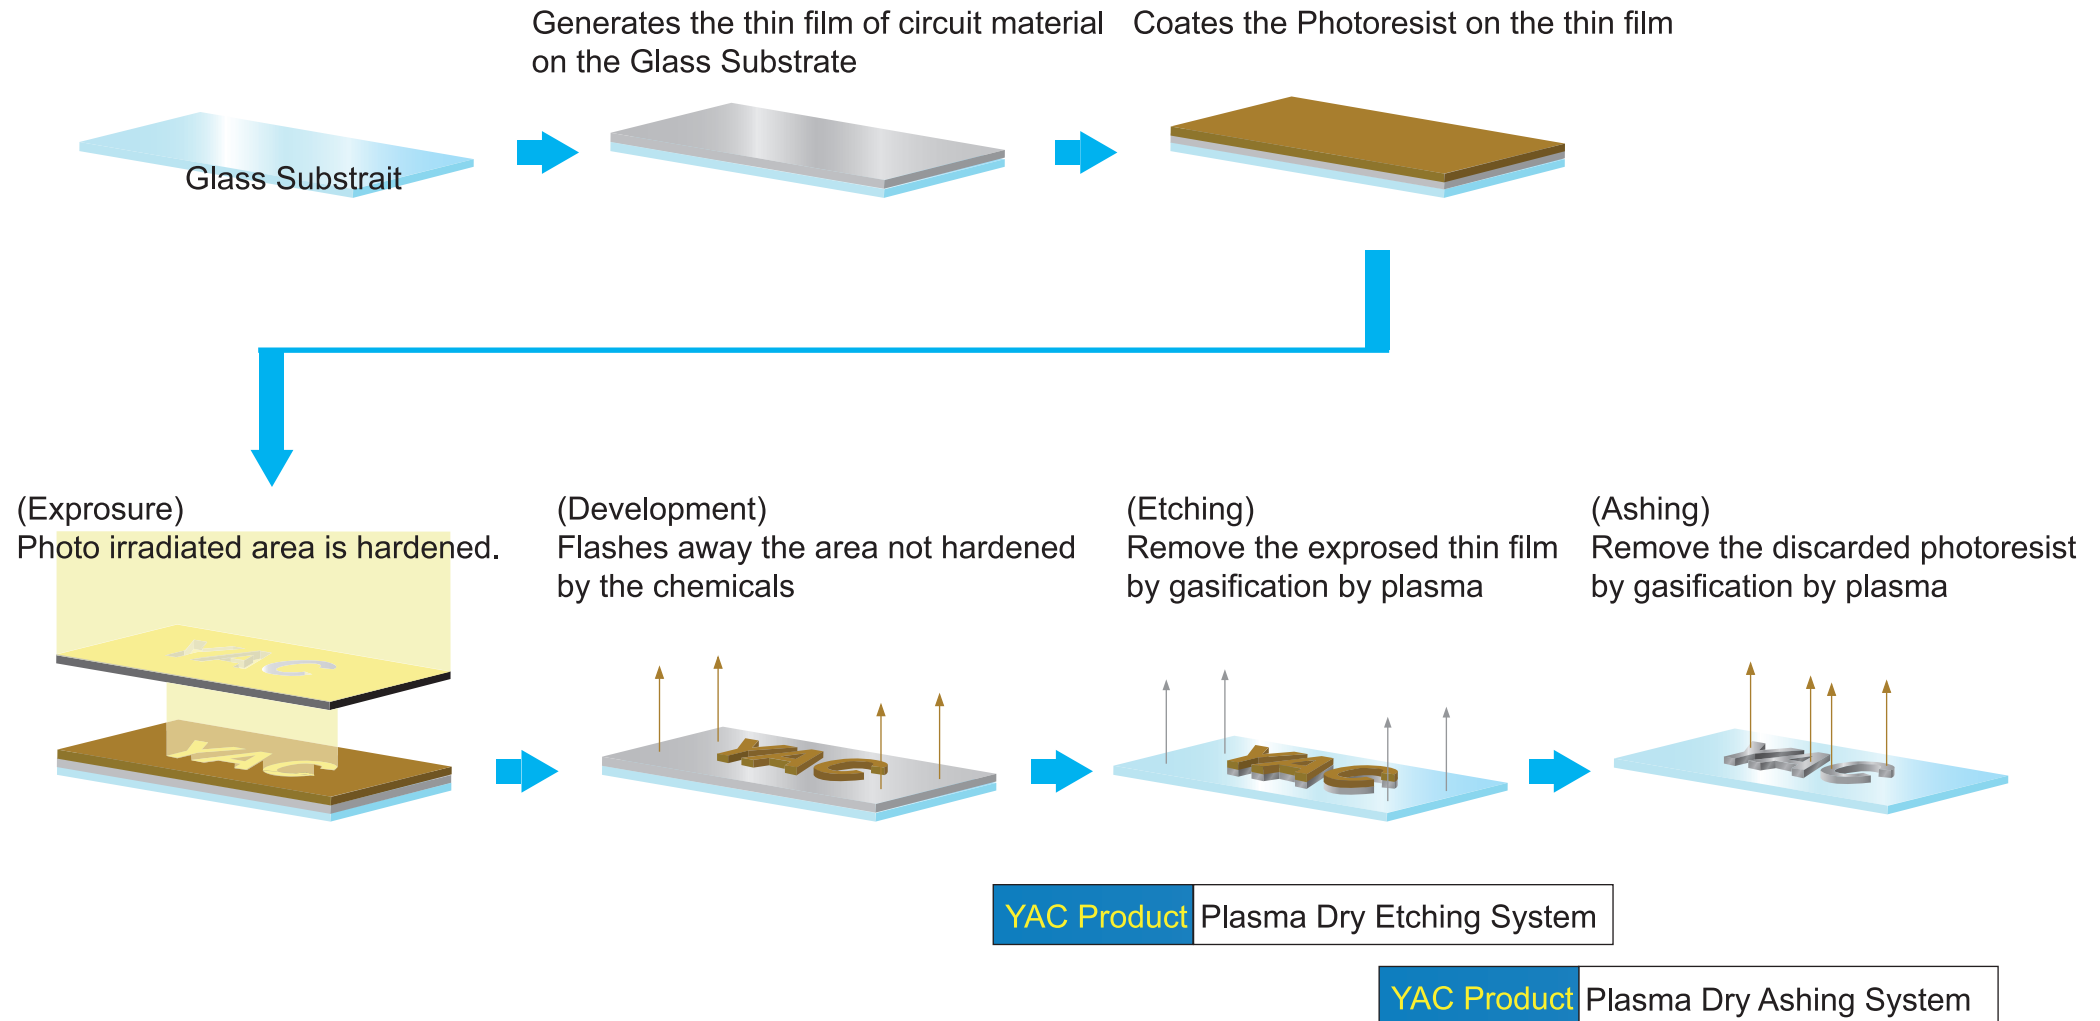 Generates the thin film of circuit material
on the Glass Substrate
Coates the Photoresist on the thin film
Glass Substrait
(Exprosure)
Photo irradiated area is hardened.
(Development)
Flashes away the area not hardened
by the chemicals
(Etching)
Remove the exprosed thin film
by gasification by plasma
(Ashing)
Remove the discarded photoresist
by gasification by plasma
YAC
YAC
YAC
YAC
YAC
YAC Product Plasma Dry Etching System
YAC Product Plasma Dry Ashing System